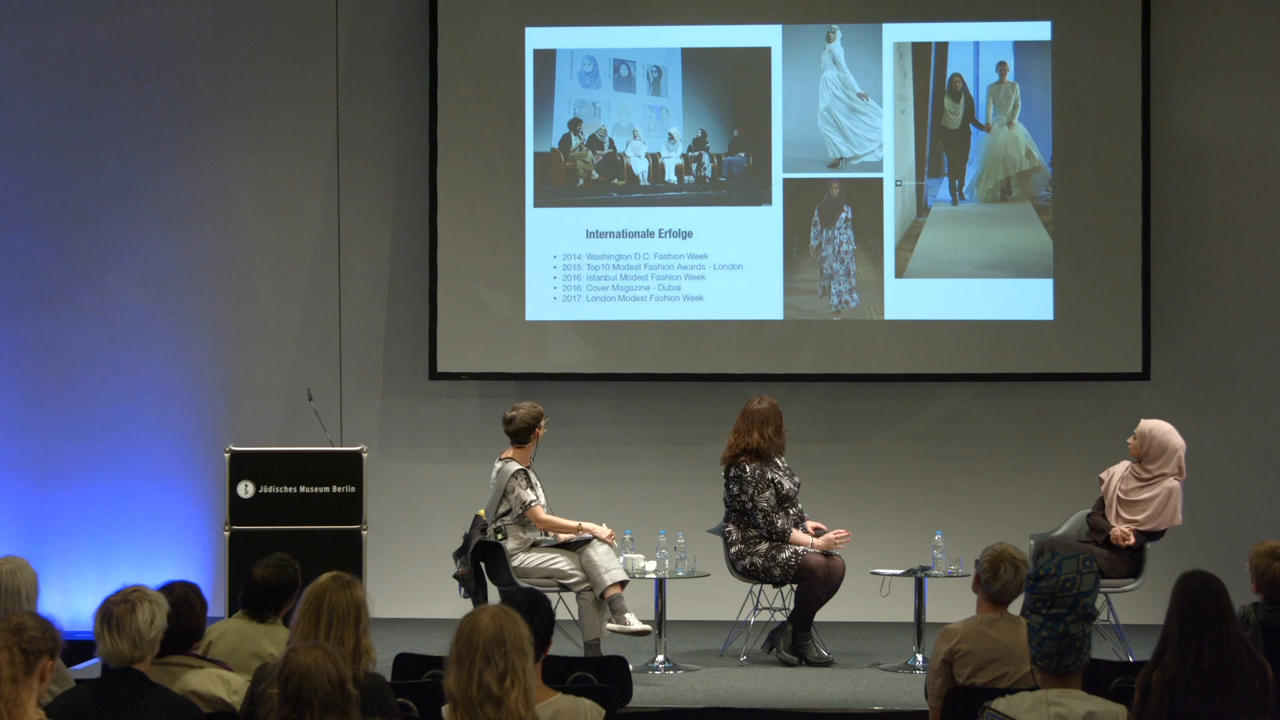 Internationale Erfolge
• 2014: Washington D.C. Fashion Week
• 2015: Top10 Modest Fashion Awards - London
• 2016: Istanbul Modest Fashion Week
• 2016: Cover Magazine - Dubai
• 2017: London Modest Fashion Week
Jüdisches Museum Berlin